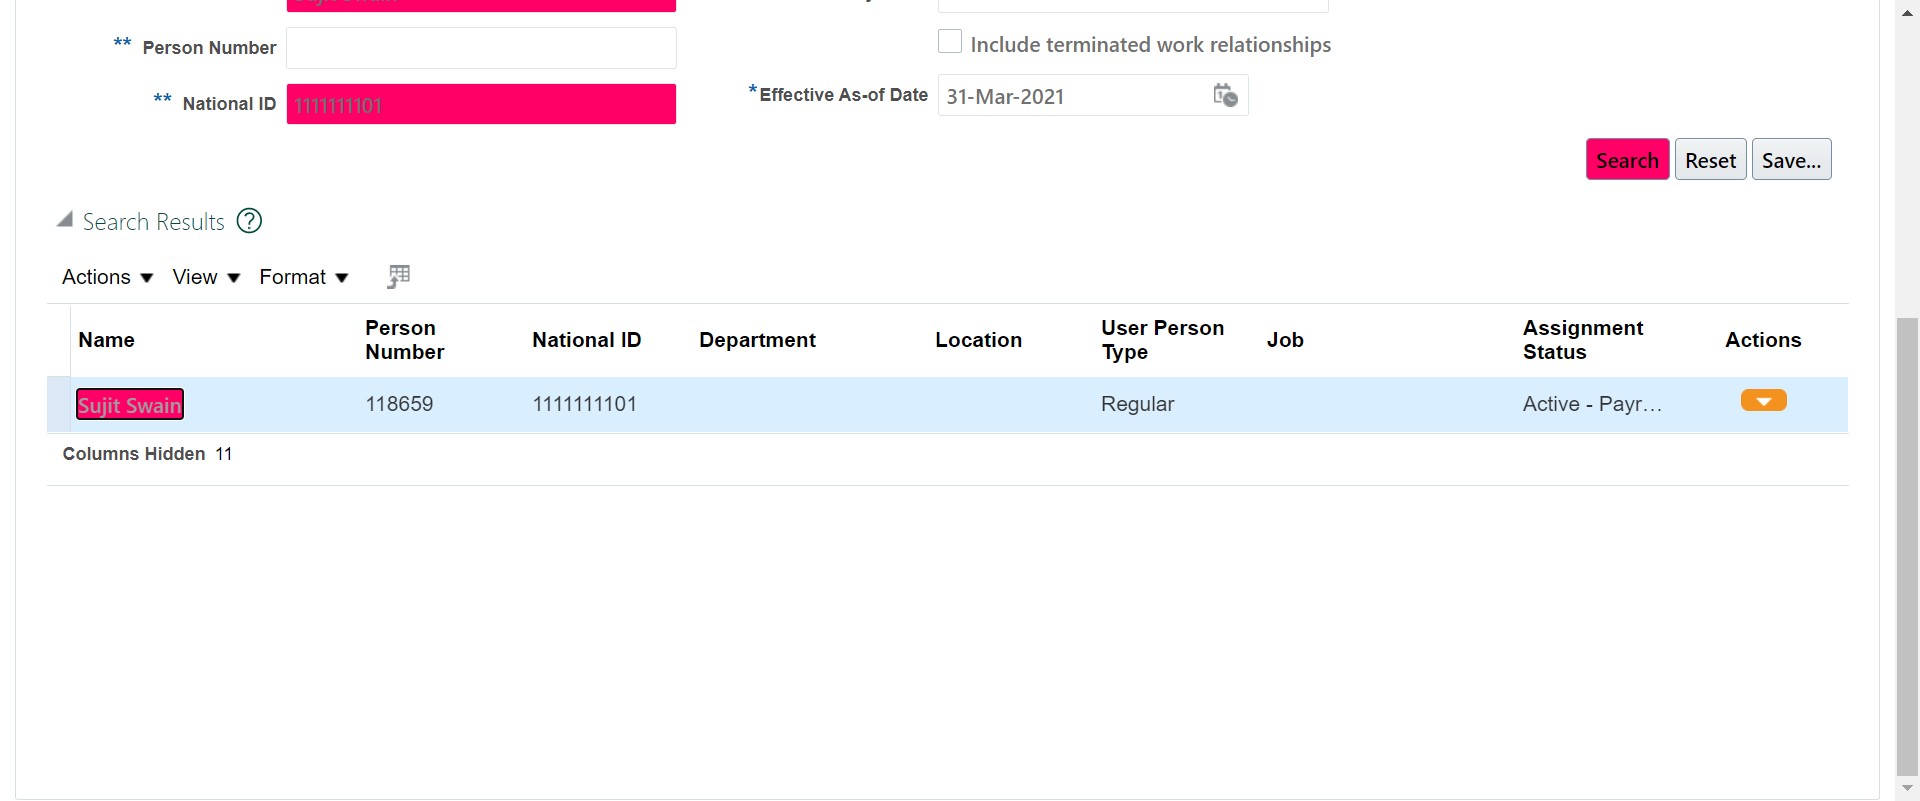 ** Person Number
Include terminated work relationships
** National ID 1111111101
*Effective As-of Date 31-Mar-2021
Search Reset Save...
Search Results ?
Actions View Format
Name Person Number National ID Department Location User Person Type Job Assignment Status Actions
Sujit Swain 118659 1111111101 Regular Active - Payr...
Columns Hidden 11